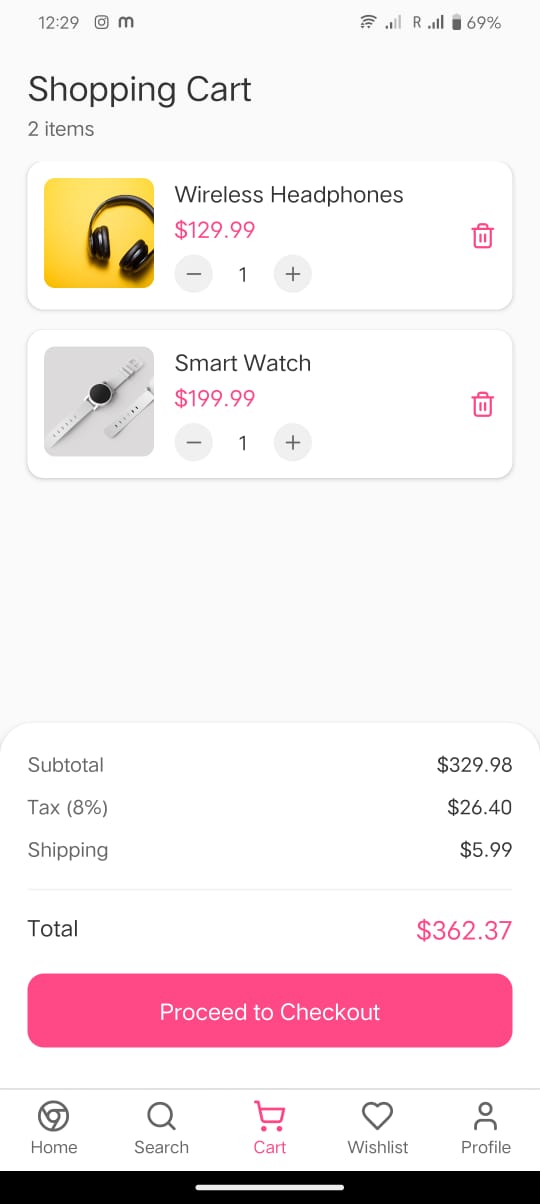 12:29 m R 69%
Shopping Cart
2 items
Wireless Headphones
$129.99
1
Smart Watch
$199.99
1
Subtotal $329.98
Tax (8%) $26.40
Shipping $5.99
Total $362.37
Proceed to Checkout
Home Search Cart Wishlist Profile